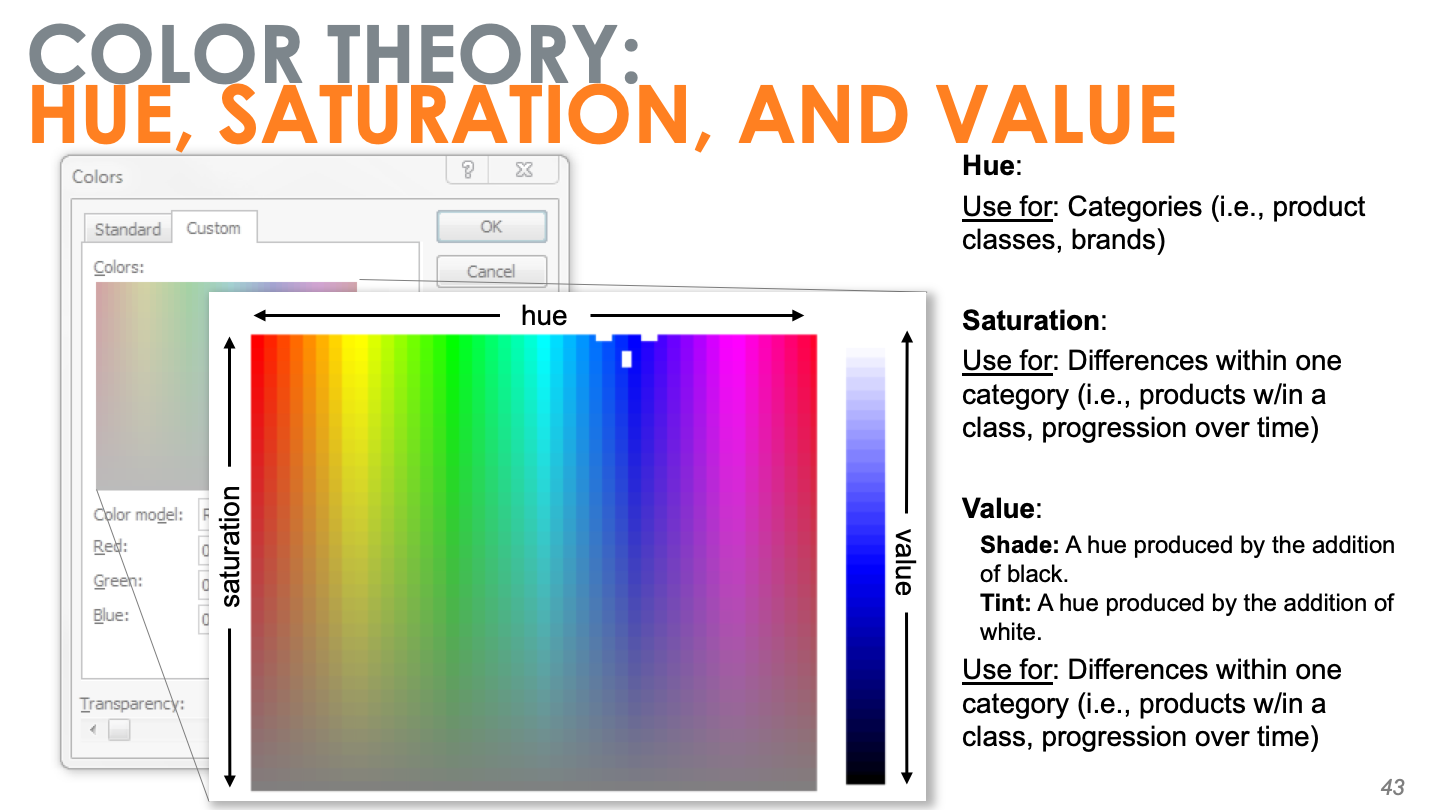 COLOR THEORY:
HUE, SATURATION, AND VALUE
Colors
?
Standard
Custom
OK
Cancel
Colors:
Color model:
R
Red:
0
Green:
0
Blue:
0
Transparency:
hue
saturation
value
Hue:
Use for: Categories (i.e., product
classes, brands)
Saturation:
Use for: Differences within one
category (i.e., products w/in a
class, progression over time)
Value:
Shade: A hue produced by the addition
of black.
Tint: A hue produced by the addition of
white.
Use for: Differences within one
category (i.e., products w/in a
class, progression over time)
43